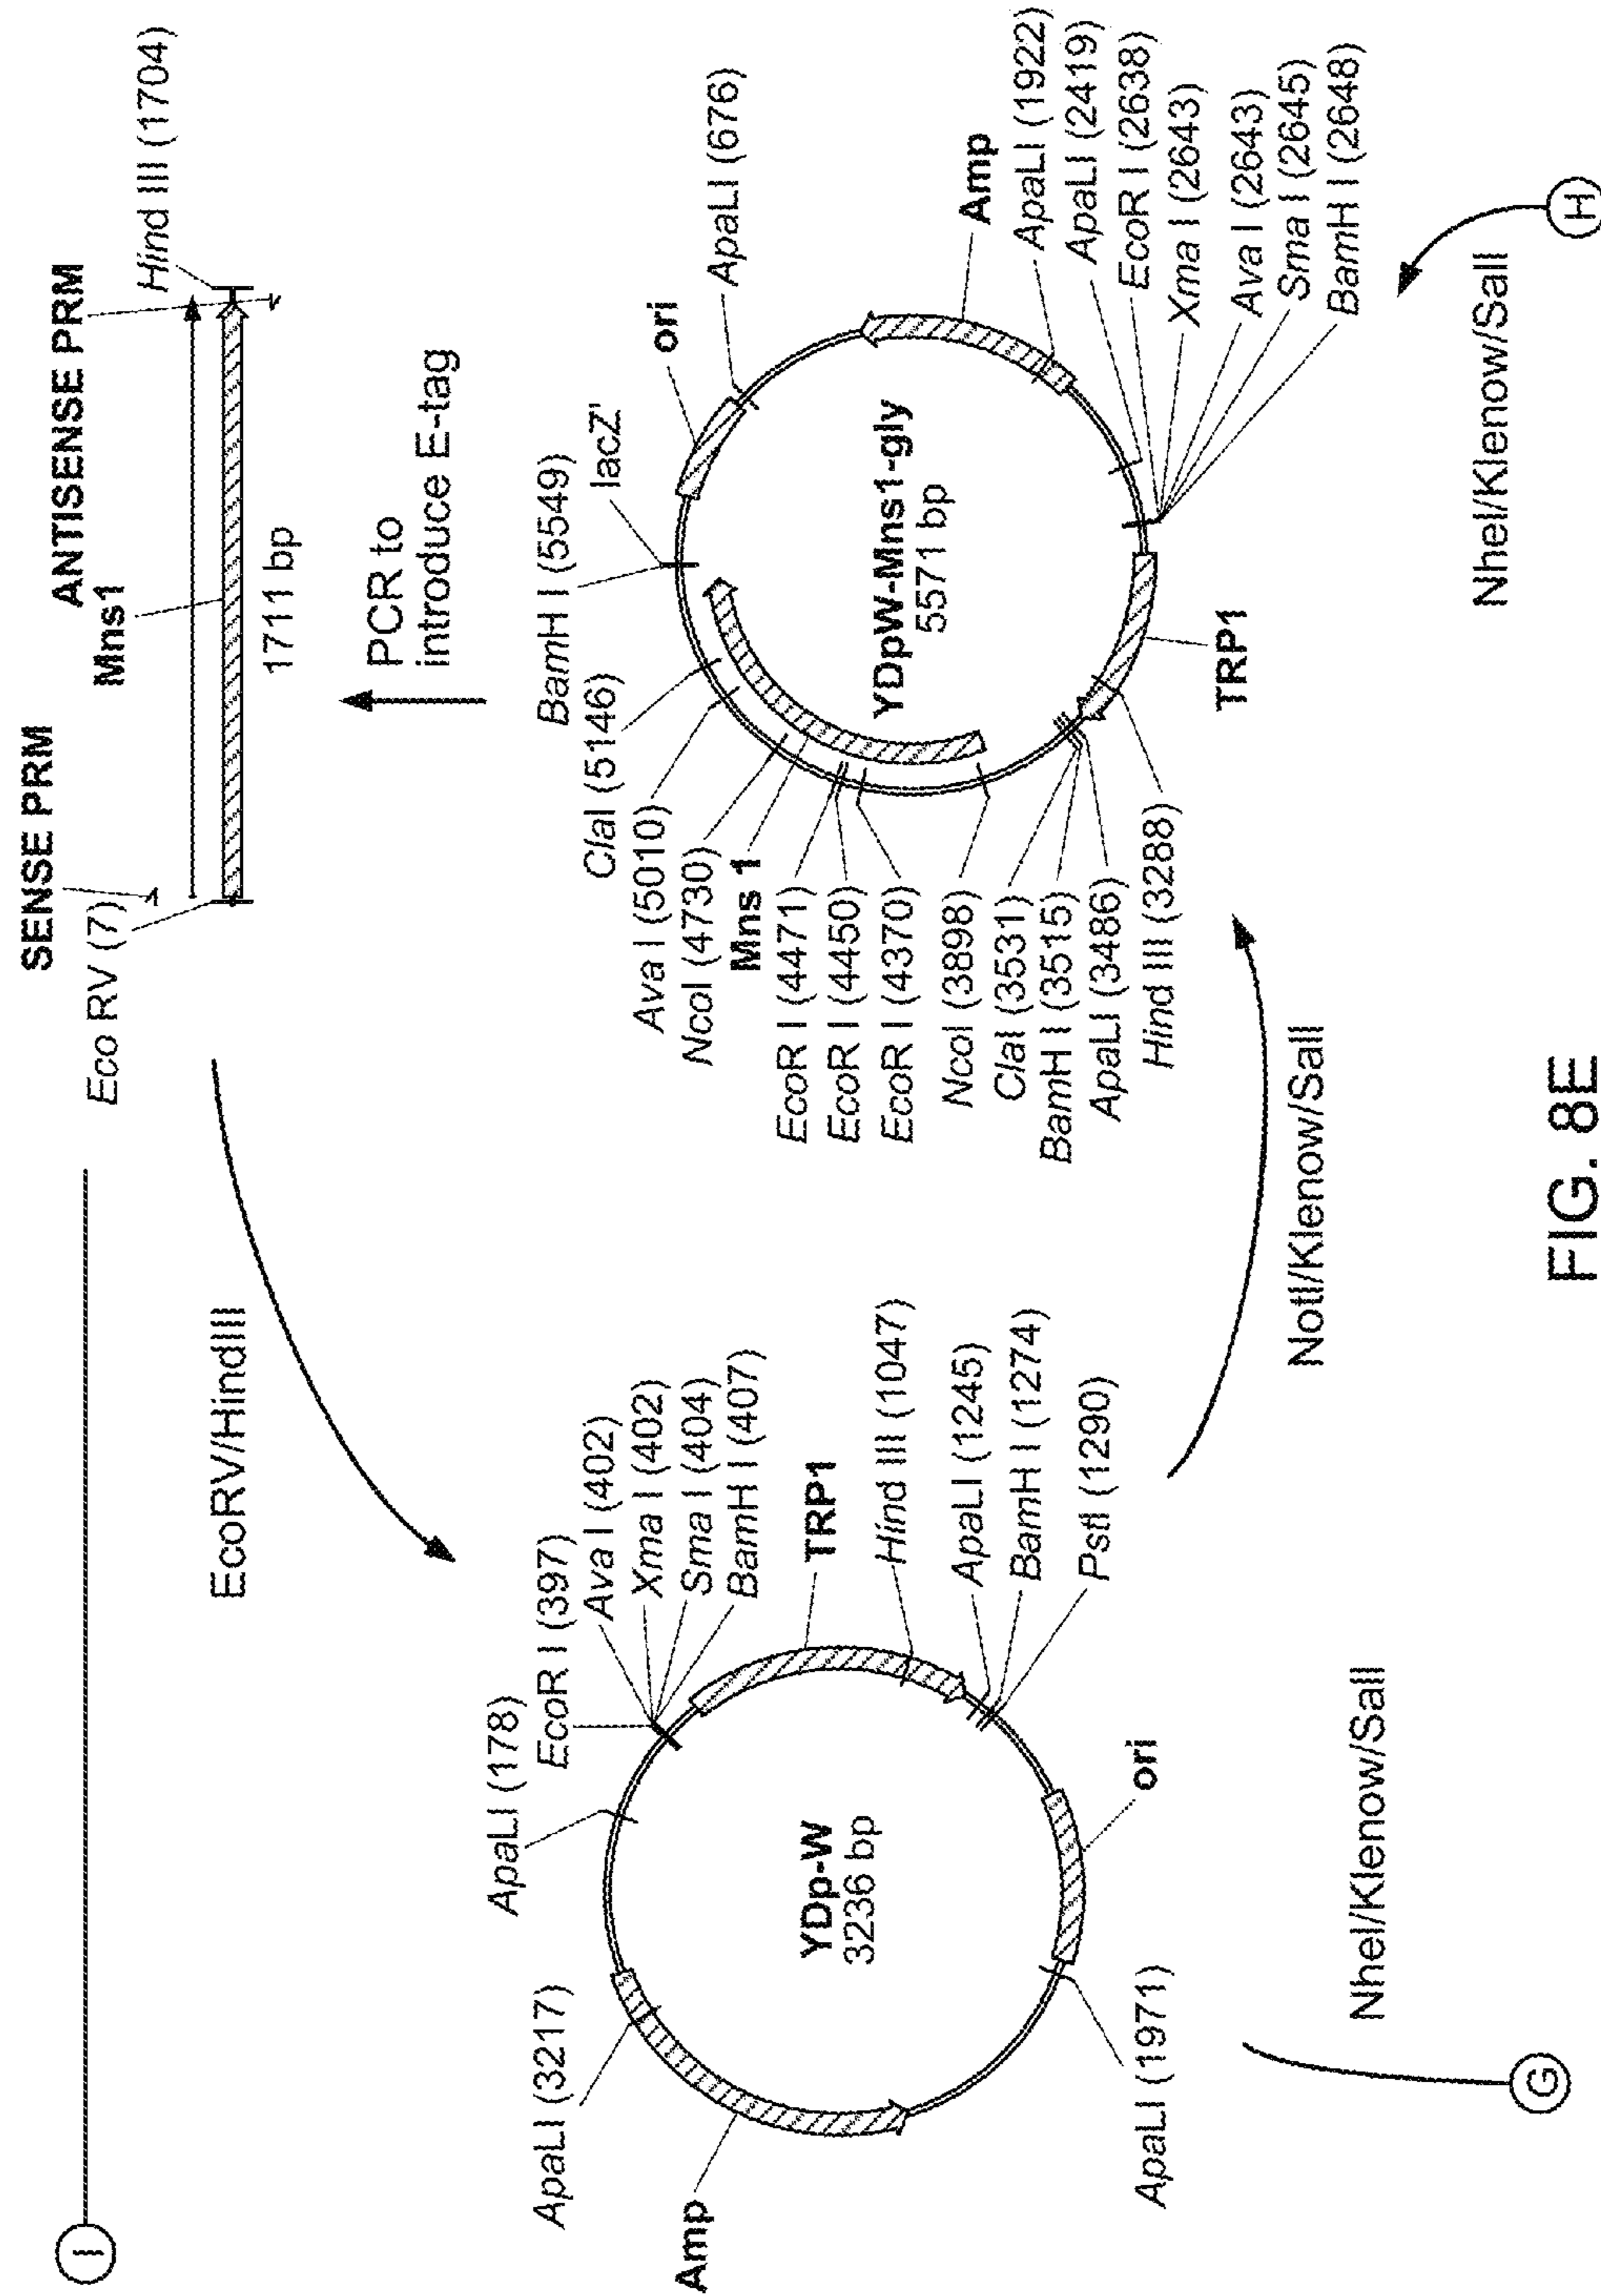 I
SENSE PRM
Eco RV (7)
Mns1
ANTISENSE PRM
Hind III (1704)
1711 bp
EcoRV/HindIII
PCR to
introduce E-tag
ApaLI (3217)
Amp
ApaLI (178)
EcoR I (397)
Ava I (402)
Xma I (402)
Sma I (404)
BamH I (407)
TRP1
Hind III (1047)
ApaLI (1245)
BamH I (1274)
PstI (1290)
YDp-W
3236 bp
ori
ApaLI (1971)
BamH I (5549)
lacZ'
ClaI (5146)
Ava I (5010)
NcoI (4730)
Mns 1
EcoR I (4471)
EcoR I (4450)
EcoR I (4370)
NcoI (3898)
ClaI (3531)
BamH I (3515)
ApaLI (3486)
Hind III (3288)
TRP1
YDpW-Mns1-gly
5571 bp
ori
ApaLI (676)
Amp
ApaLI (1922)
ApaLI (2419)
EcoR I (2638)
Xma I (2643)
Ava I (2643)
Sma I (2645)
BamH I (2648)
NheI/Klenow/SalI
G
NotI/Klenow/SalI
NheI/Klenow/SalI
H
FIG. 8E